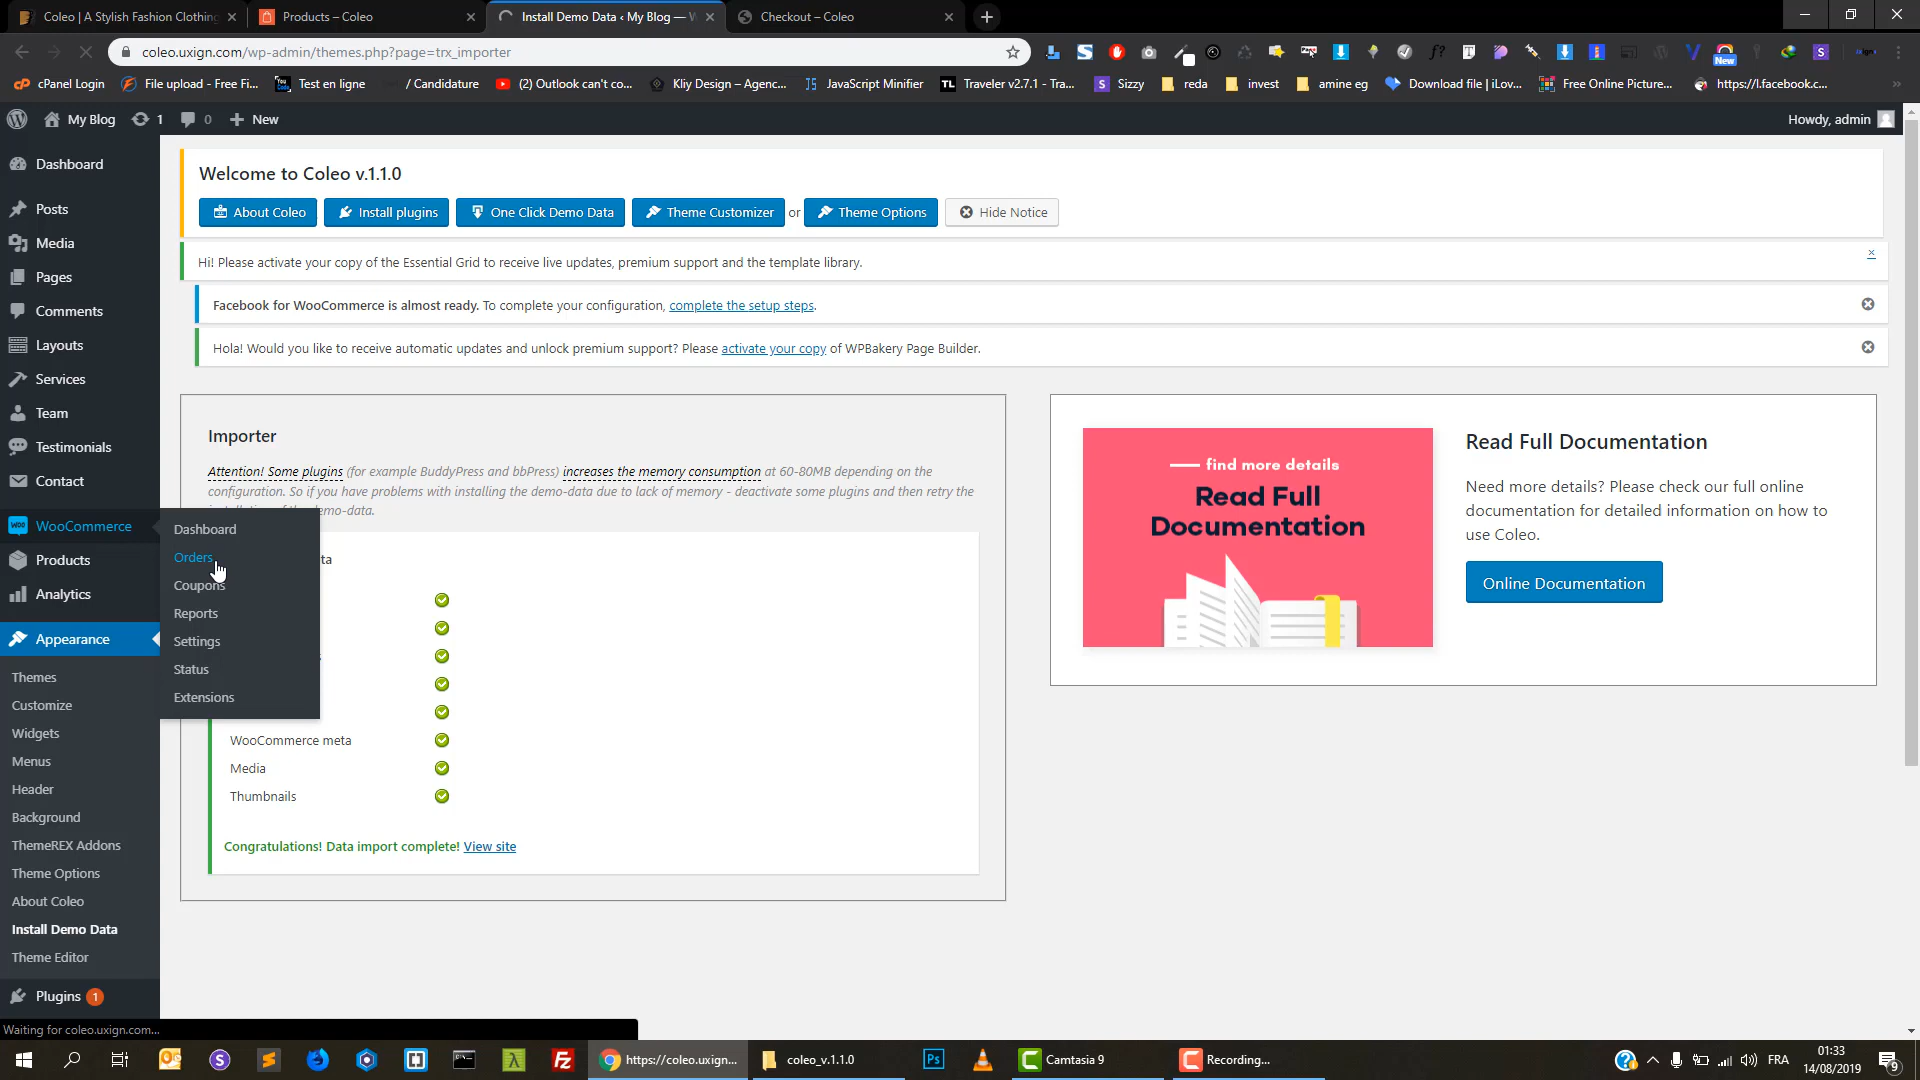 Coleo | A Stylish Fashion Clothing
Products – Coleo
Install Demo Data ‹ My Blog —
Checkout – Coleo
coleo.uxign.com/wp-admin/themes.php?page=trx_importer
New
cPanel Login
File upload - Free Fi...
Test en ligne
/ Candidature
(2) Outlook can't co...
Kliy Design – Agenc...
JavaScript Minifier
Traveler v2.7.1 - Tra...
Sizzy
reda
invest
amine eg
Download file | iLov...
Free Online Picture...
https://l.facebook.c...
My Blog
1
0
New
Howdy, admin
Dashboard
Posts
Media
Pages
Comments
Layouts
Services
Team
Testimonials
Contact
WooCommerce
Products
Analytics
Appearance
Themes
Customize
Widgets
Menus
Header
Background
ThemeREX Addons
Theme Options
About Coleo
Install Demo Data
Theme Editor
Plugins 1
Dashboard
Orders
Coupons
Reports
Settings
Status
Extensions
Welcome to Coleo v.1.1.0
About Coleo
Install plugins
One Click Demo Data
Theme Customizer
or
Theme Options
Hide Notice
Hi! Please activate your copy of the Essential Grid to receive live updates, premium support and the template library.
Facebook for WooCommerce is almost ready. To complete your configuration, complete the setup steps.
Hola! Would you like to receive automatic updates and unlock premium support? Please activate your copy of WPBakery Page Builder.
Importer
Attention! Some plugins (for example BuddyPress and bbPress) increases the memory consumption at 60-80MB depending on the
configuration. So if you have problems with installing the demo-data due to lack of memory - deactivate some plugins and then retry the
emo-data.
ta
WooCommerce meta
Media
Thumbnails
Congratulations! Data import complete! View site
find more details
Read Full
Documentation
Read Full Documentation
Need more details? Please check our full online
documentation for detailed information on how to
use Coleo.
Online Documentation
Waiting for coleo.uxign.com...
https://coleo.uxign...
coleo_v.1.1.0
Camtasia 9
Recording...
FRA
01:33
14/08/2019
9